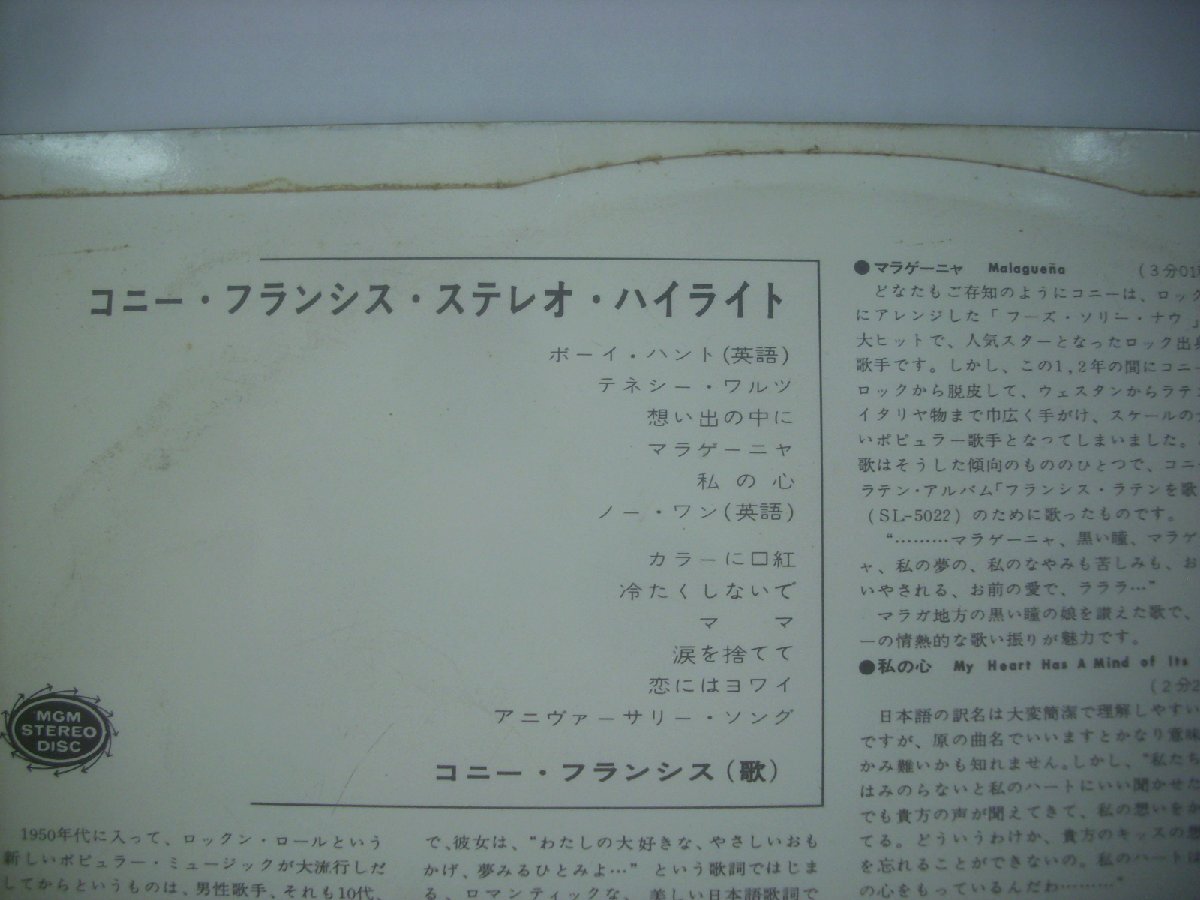 コニー・フランシス・ステレオ・ハイライト
ボーイ・ハント(英語)
テネシー・ワルツ
想い出の中に
マラゲーニャ
私の心
ノー・ワン(英語)
カラーに口紅
冷たくしないで
ママ
涙を捨てて
恋にはヨワイ
アニヴァーサリー・ソング
コニー・フランシス(歌)
MGM
STEREO
DISC
1950年代に入って、ロックン・ロールという
新しいポピュラー・ミュージックが大流行しだ
してからというものは、男性歌手、それも10代、
で、彼女は、“わたしの大好きな、やさしいおも
かげ、夢みるひとみよ…”という歌詞ではじま
る、ロマンティックな、美しい日本語歌詞で
●マラゲーニャ Malagueña (3分01
どなたもご存知のようにコニーは、ロック
にアレンジした「フーズ・ソリー・ナウ」
大ヒットで、人気スターとなったロック出身
歌手です。しかし、この1,2年の間にコニー
ロックから脱皮して、ウェスタンからラテ
イタリヤ物まで巾広く手がけ、スケールの
いポピュラー歌手となってしまいました。
歌はそうした傾向のもののひとつで、コニ
ラテン・アルバム「フランシス・ラテンを歌
(SL-5022)のために歌ったものです。
“………マラゲーニャ、黒い瞳、マラゲ
ャ、私の夢の、私のなやみも苦しみも、お
いやされる、お前の愛で、ラララ…”
マラガ地方の黒い瞳の娘を讃えた歌で、
ーの情熱的な歌い振りが魅力です。
●私の心 My Heart Has A Mind of Its
(2分2
日本語の訳名は大変簡潔で理解しやすい
ですが、原の曲名でいいますとかなり意味
かみ難いかも知れません。しかし、“私たち
はみのらないと私のハートにいい聞かせた
でも貴方の声が聞えてきて、私の想いをか
てる。どういうわけか、貴方のキッスの思
を忘れることができないの。私のハートは
の心をもっているんだわ………”